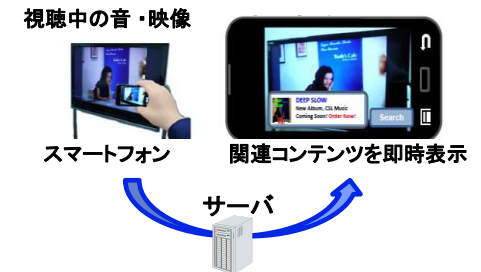 視聴中の音・映像
DEEP SLOW
New Album, CSL Music
Coming Soon! Order Now!
Search
スマートフォン
関連コンテンツを即時表示
サーバ